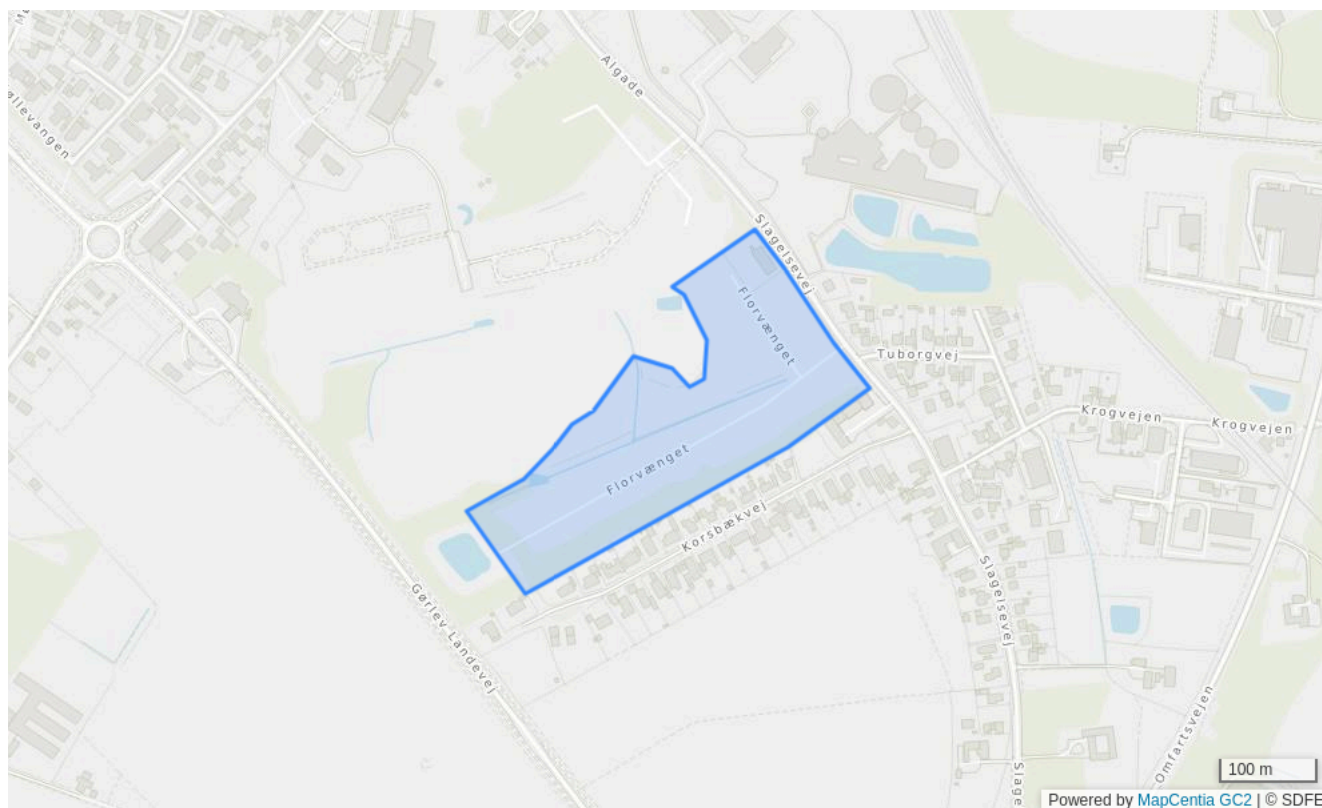 Algade
Slagelsevej
Florvænget
Tuborgvej
Krogvejen
Krogvejen
Florvænget
Korsbækvej
Slagelsevej
Gørlev Landevej
Omfartsvejen
100 m
Powered by MapCentia GC2 | © SDFE